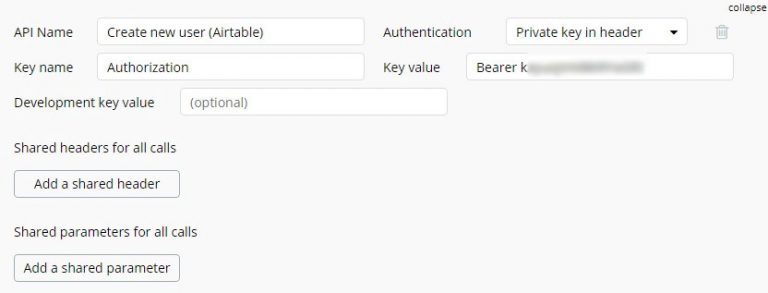 collapse
API Name Create new user (Airtable) Authentication Private key in header
Key name Authorization Key value Bearer k
Development key value (optional)
Shared headers for all calls
Add a shared header
Shared parameters for all calls
Add a shared parameter